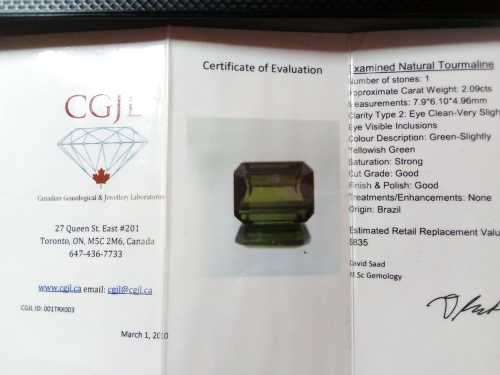 CGJL
Canadian Gemological & Jewellery Laboratories
27 Queen St. East #201
Toronto, ON, M5C 2M6, Canada
647-436-7733
www.cgjl.ca email: cgjl@cgjl.ca
CGJL ID: 001TRK003
March 1, 2010
Certificate of Evaluation
Examined Natural Tourmaline
Number of stones: 1
Approximate Carat Weight: 2.09cts
Measurements: 7.9*6.10*4.96mm
Clarity Type 2: Eye Clean-Very Sligh
Eye Visible Inclusions
Colour Description: Green-Slightly
Yellowish Green
Saturation: Strong
Cut Grade: Good
Finish & Polish: Good
Treatments/Enhancements: None
Origin: Brazil
Estimated Retail Replacement Valu
$835
David Saad
M.Sc Gemology